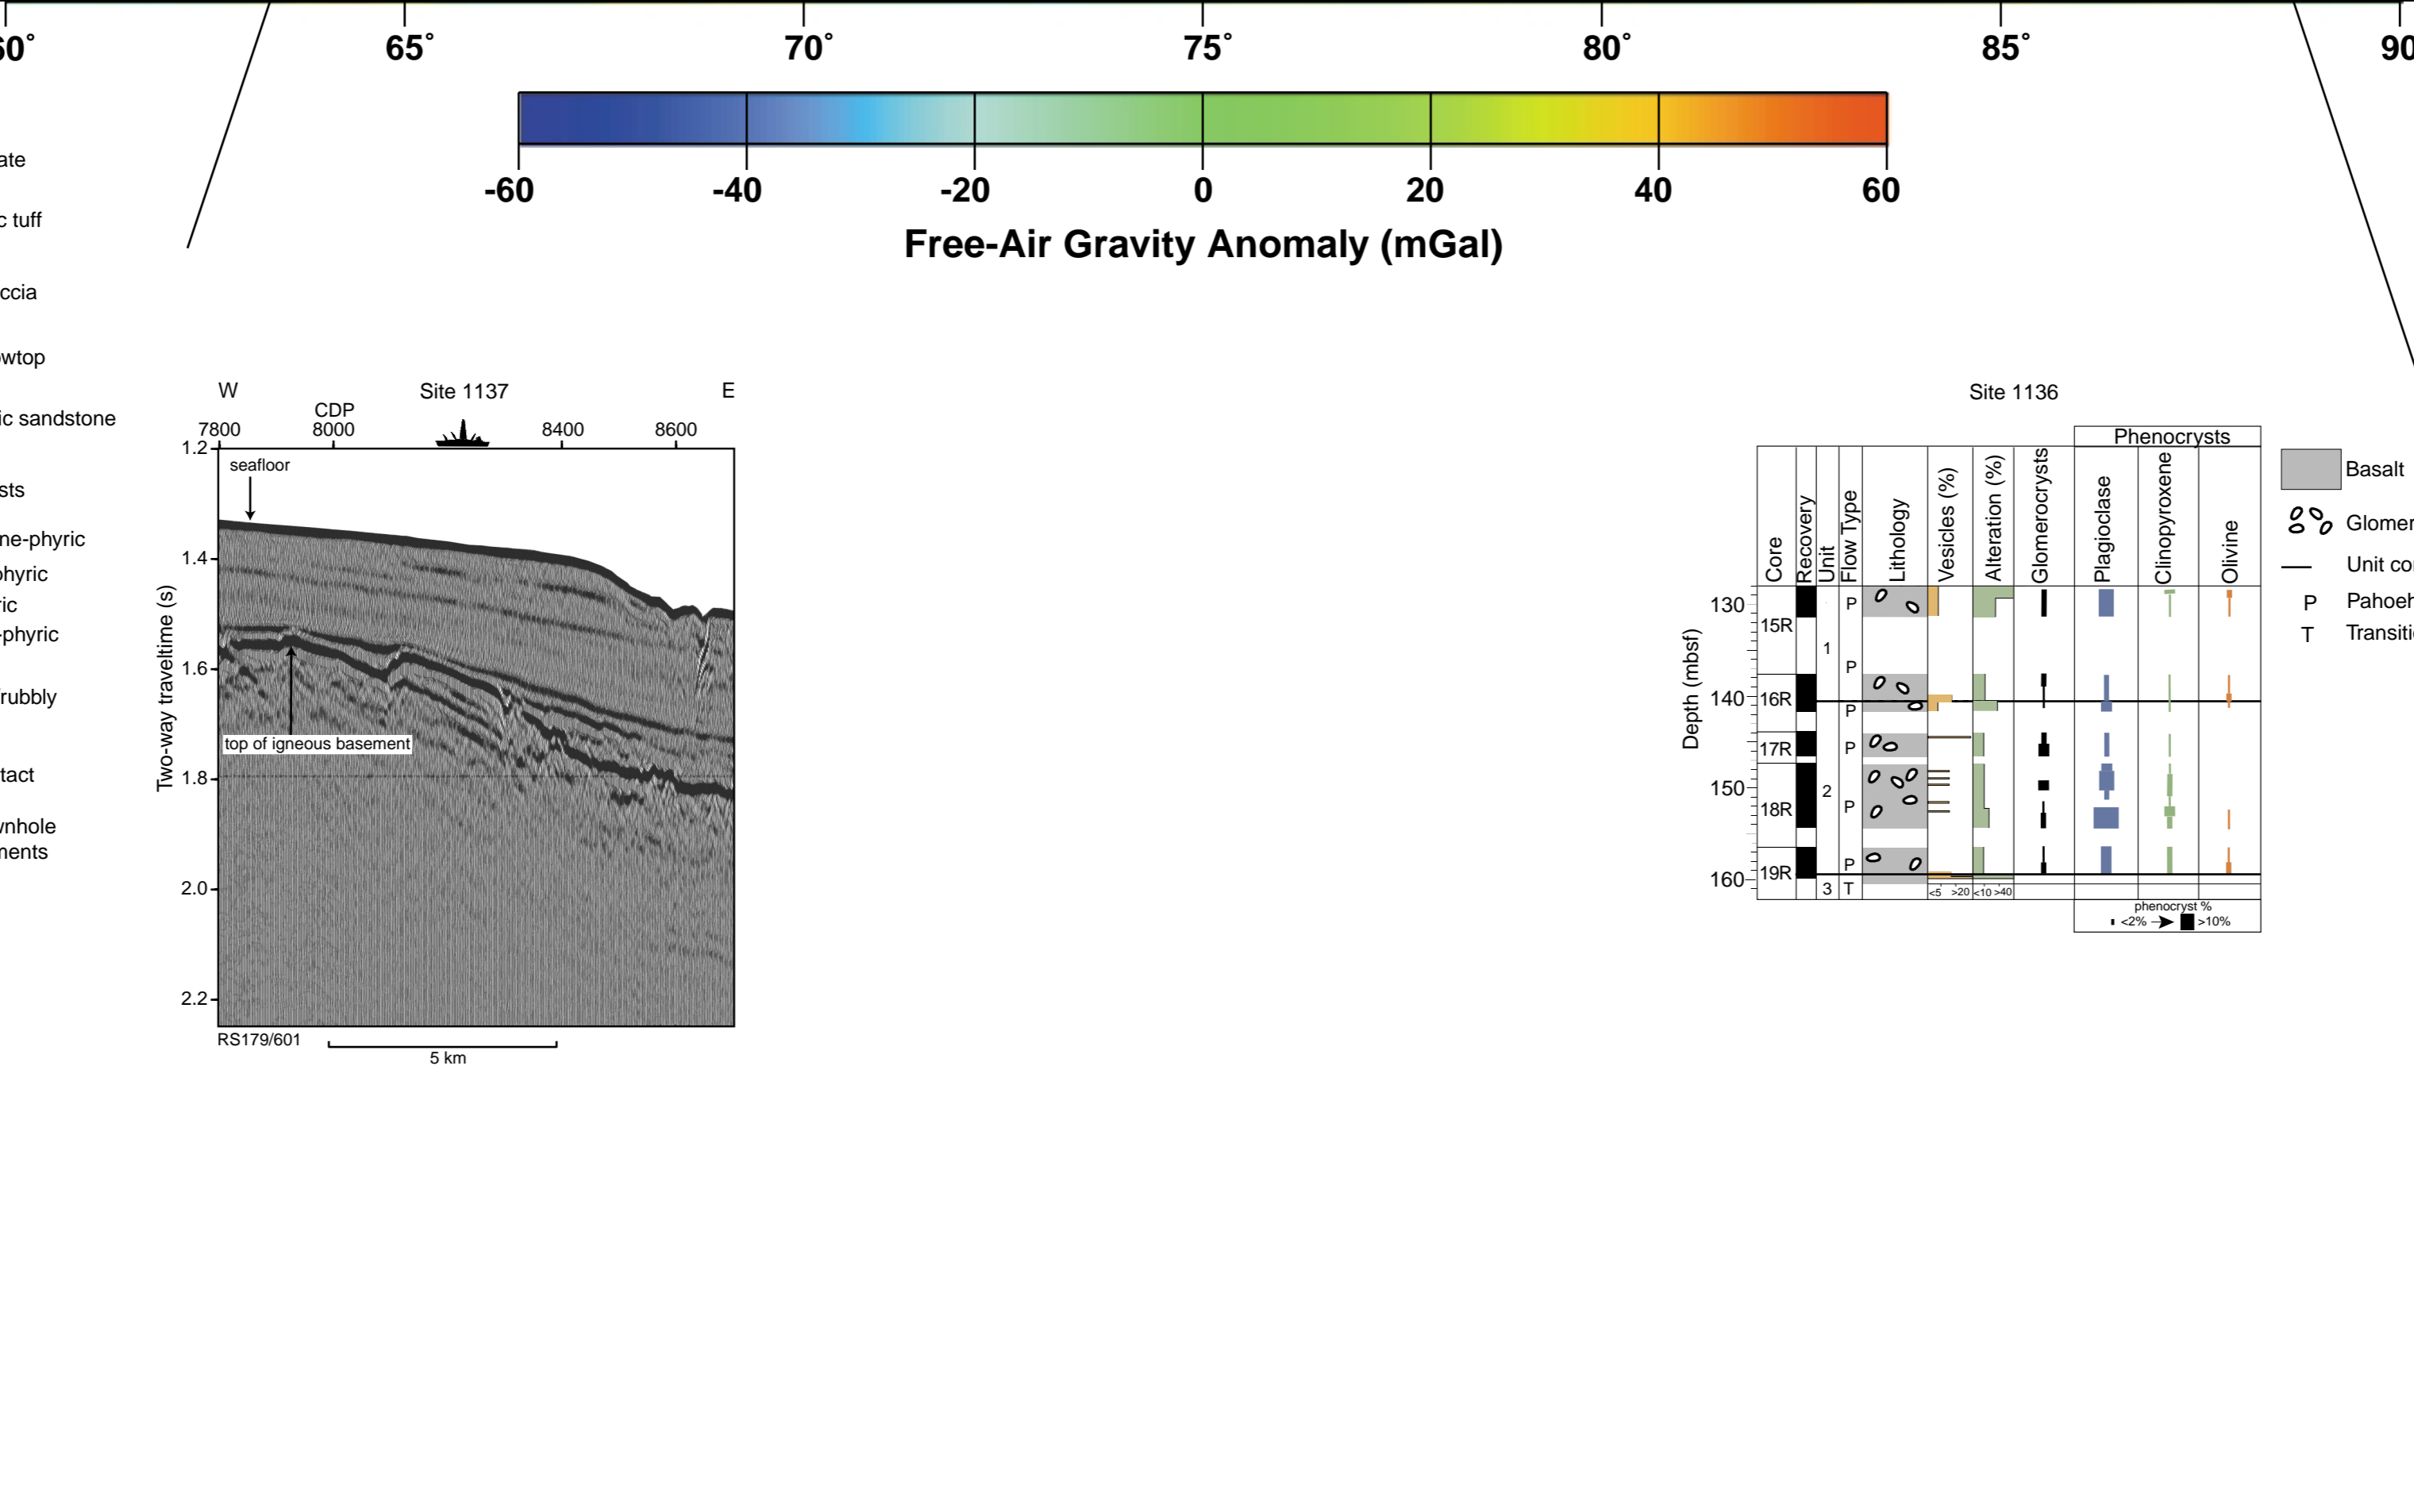 65° 70° 75° 80° 85°
-60 -40 -20 0 20 40 60
Free-Air Gravity Anomaly (mGal)
ate
c tuff
ccia
wtop
ic sandstone
sts
ne-phyric
phyric
ric
-phyric
rubbly
tact
wnhole
ments
W Site 1137 E
CDP
7800 8000 8400 8600
Two-way traveltime (s)
1.2
1.4
1.6
1.8
2.0
2.2
seafloor
top of igneous basement
RS179/601
5 km
Site 1136
Phenocrysts
Core
Recovery
Unit
Flow Type
Lithology
Vesicles (%)
Alteration (%)
Glomerocrysts
Plagioclase
Clinopyroxene
Olivine
Depth (mbsf)
130
140
150
160
15R
16R
17R
18R
19R
1
2
3
P
P
P
P
P
P
T
<5 >20 <10 >40
phenocryst %
<2% >10%
Basalt
Glomer
Unit co
P Pahoeh
T Transiti